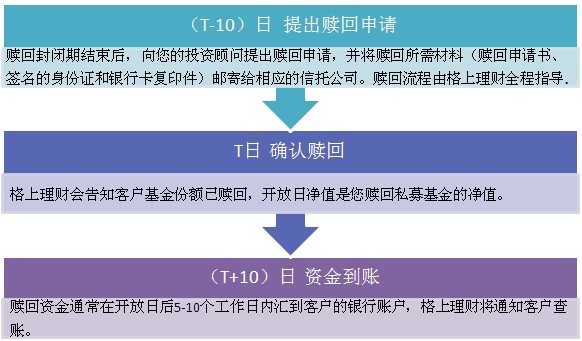 （T-10）日 提出赎回申请
赎回封闭期结束后，向您的投资顾问提出赎回申请，并将赎回所需材料（赎回申请书、
签名的身份证和银行卡复印件）邮寄给相应的信托公司。赎回流程由格上理财全程指导.
T日 确认赎回
格上理财会告知客户基金份额已赎回，开放日净值是您赎回私募基金的净值。
（T+10）日 资金到账
赎回资金通常在开放日后5-10个工作日内汇到客户的银行账户，格上理财将通知客户查
账。